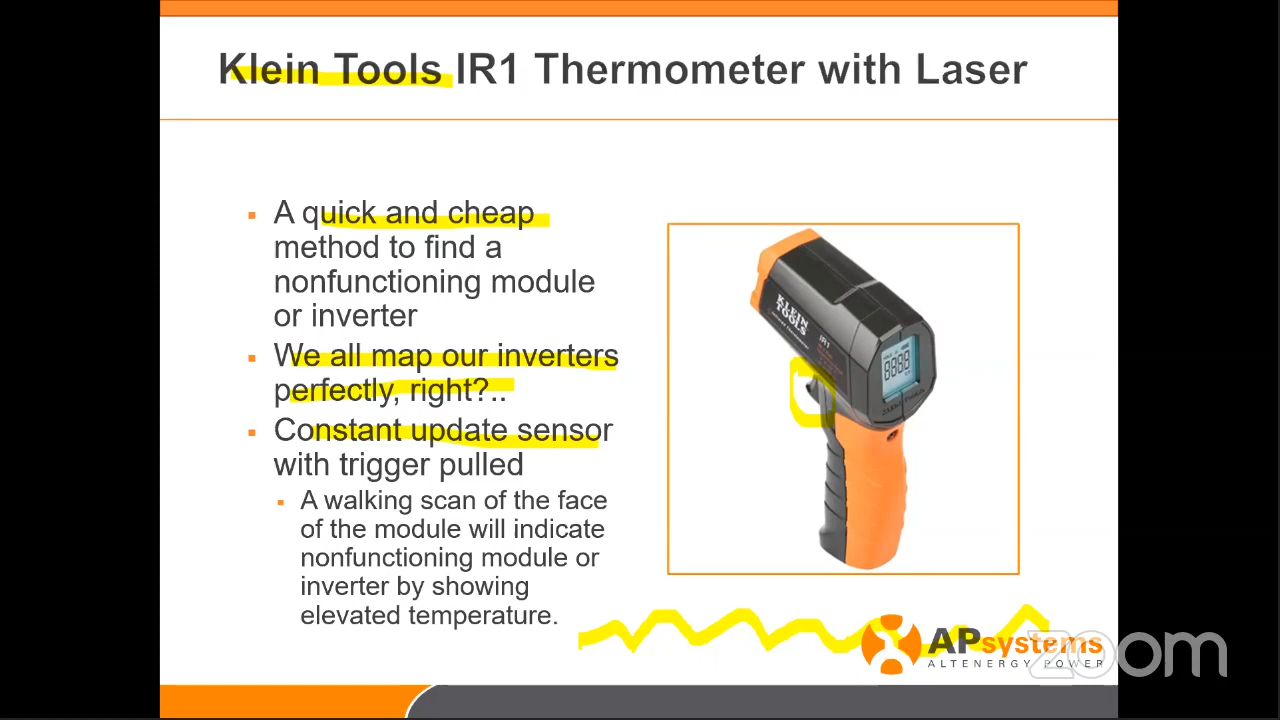 Klein Tools IR1 Thermometer with Laser
A quick and cheap
method to find a
nonfunctioning module
or inverter
We all map our inverters
perfectly, right?..
Constant update sensor
with trigger pulled
A walking scan of the face
of the module will indicate
nonfunctioning module or
inverter by showing
elevated temperature.
KLEIN
TOOLS
IR1
8888
APsystems
ALTENERGY POWER
zoom